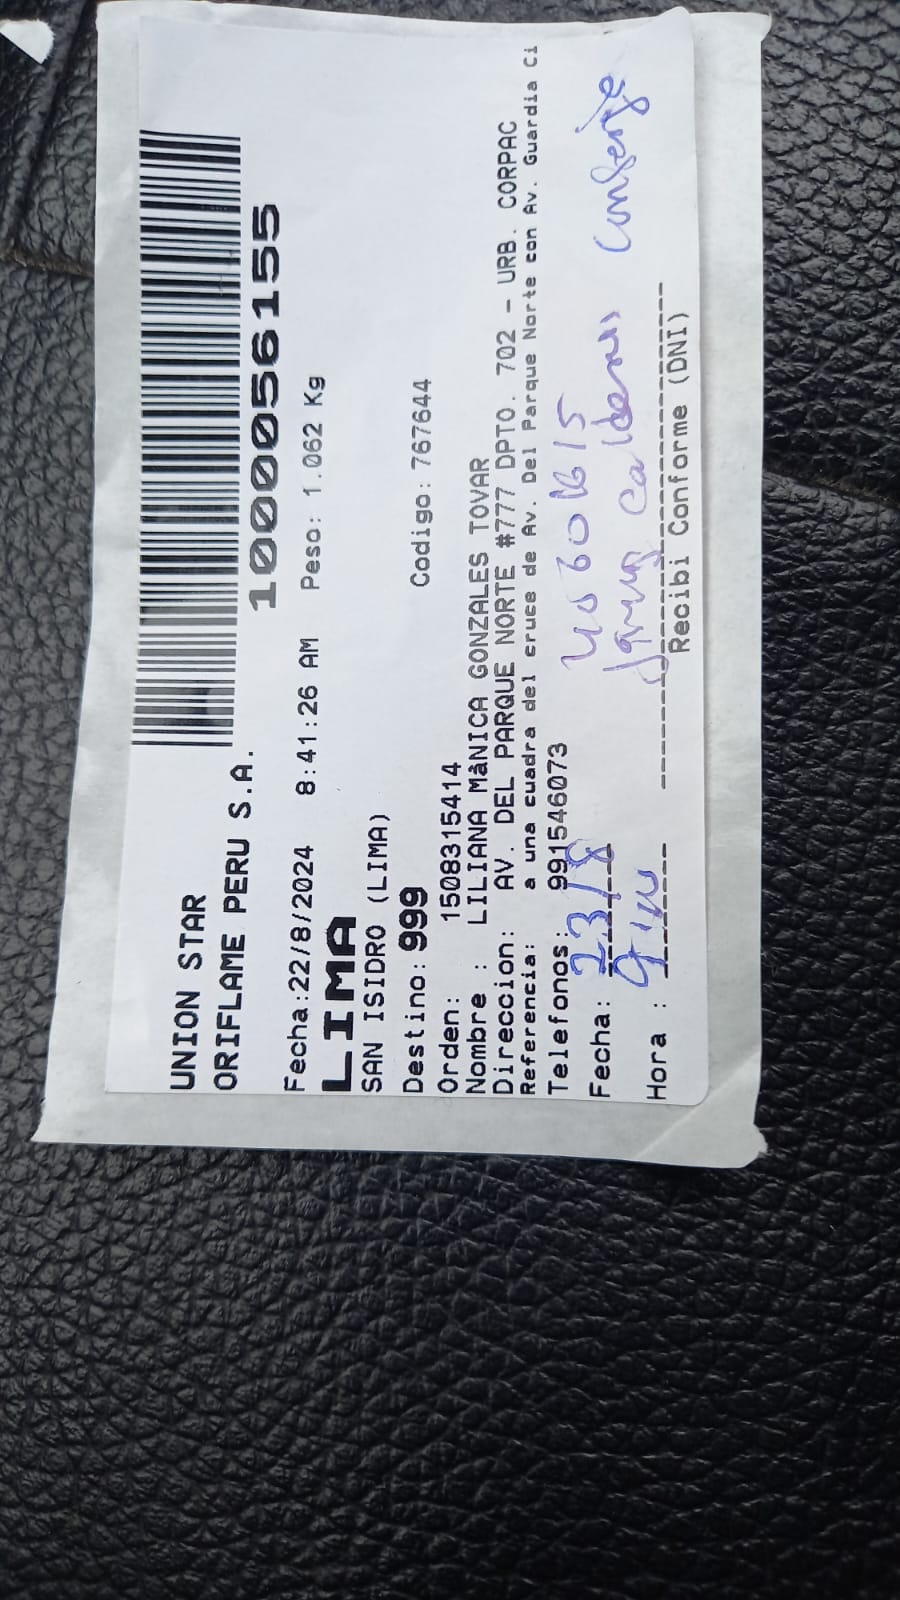 UNION STAR
ORIFLAME PERU S.A.
1000056155
Fecha:22/8/2024 8:41:26 AM Peso: 1.062 Kg
LIMA
SAN ISIDRO (LIMA)
Destino: 999 Codigo: 767644
Orden: 1508315414
Nombre : LILIANA MâNICA GONZALES TOVAR
Direccion: AV. DEL PARQUE NORTE #777 DPTO. 702 - URB. CORPAC
Referencia: a una cuadra del cruce de Av. Del Parque Norte con Av. Guardia Ci
Telefonos: 991546073
Fecha: 23/8
Hora :
Conserje
Recibi Conforme (DNI)